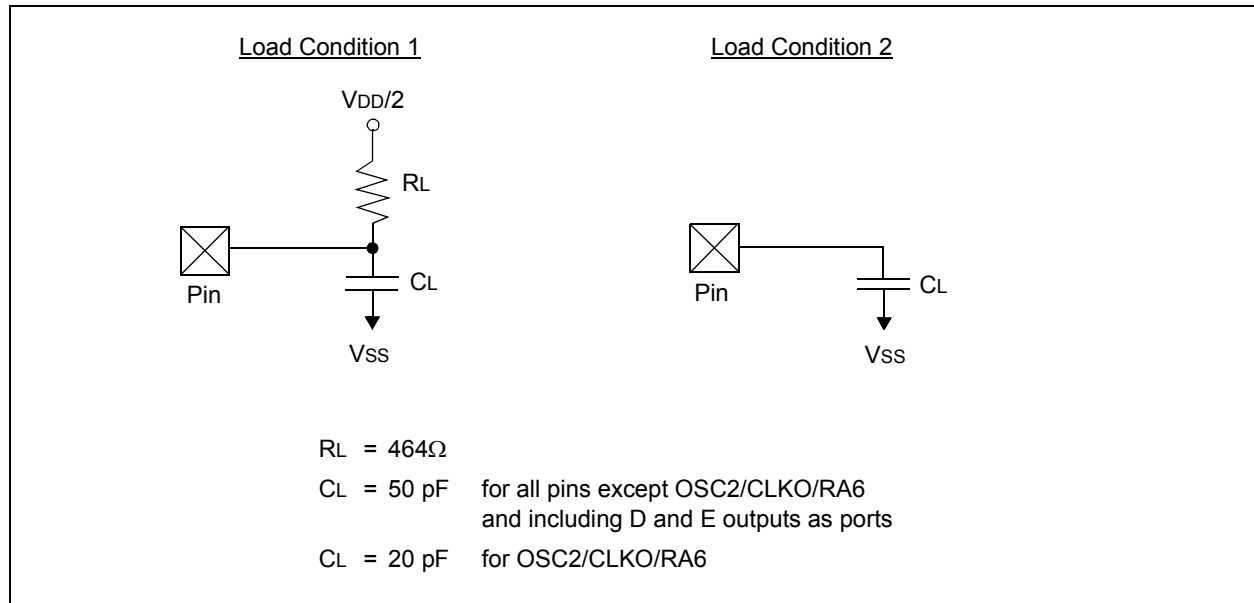 Load Condition 1
Load Condition 2
VDD/2
RL
Pin
CL
VSS
Pin
CL
VSS
RL = 464Ω
CL = 50 pF for all pins except OSC2/CLKO/RA6
and including D and E outputs as ports
CL = 20 pF for OSC2/CLKO/RA6